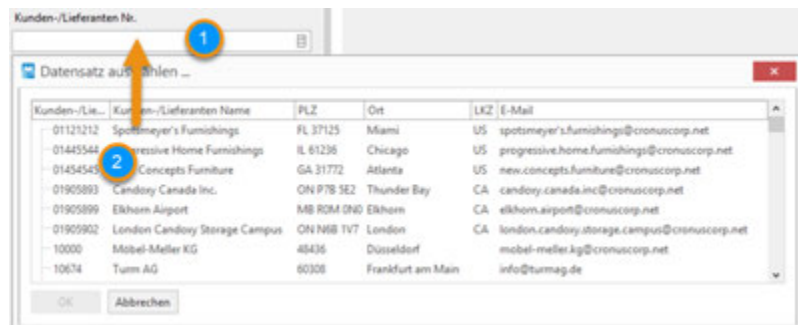 Kunden-/Lieferanten Nr.
1
Datensatz auswählen ...
Kunden-/Lie... Kunden-/Lieferanten Name PLZ Ort LKZ E-Mail
01121212 Spotsmeyer's Furnishings FL 37125 Miami US spotsmeyer's.furnishings@cronuscorp.net
01445544 Progressive Home Furnishings IL 61236 Chicago US progressive.home.furnishings@cronuscorp.net
2
01454545 Concepts Furniture GA 31772 Atlanta US new.concepts.furniture@cronuscorp.net
01905893 Candoxy Canada Inc. ON P7B 5E2 Thunder Bay CA candoxy.canada.inc@cronuscorp.net
01905899 Elkhorn Airport MB R0M 0N0 Elkhorn CA elkhorn.airport@cronuscorp.net
01905902 London Candoxy Storage Campus ON N6B 1V7 London CA london.candoxy.storage.campus@cronuscorp.net
10000 Möbel-Meller KG 48436 Düsseldorf mobel-meller.kg@cronuscorp.net
10674 Turm AG 60308 Frankfurt am Main info@turmag.de
OK Abbrechen